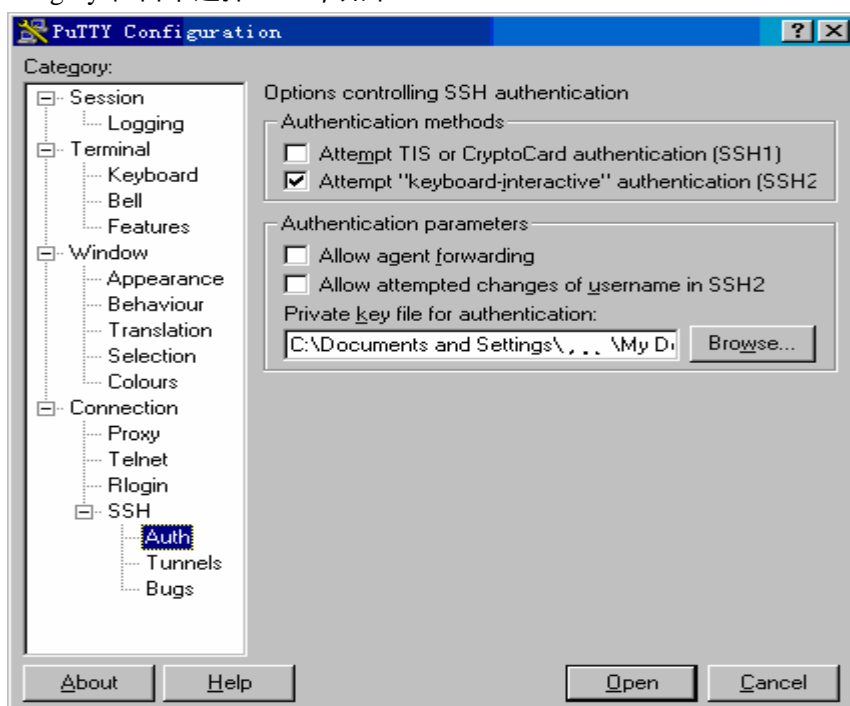 PuTTY Configuration
Category:
Session
Logging
Terminal
Keyboard
Bell
Features
Window
Appearance
Behaviour
Translation
Selection
Colours
Connection
Proxy
Telnet
Rlogin
SSH
Auth
Tunnels
Bugs
Options controlling SSH authentication
Authentication methods
Attempt TIS or CryptoCard authentication (SSH1)
Attempt "keyboard-interactive" authentication (SSH2
Authentication parameters
Allow agent forwarding
Allow attempted changes of username in SSH2
Private key file for authentication:
C:\Documents and Settings\ \My D
Browse...
About
Help
Open
Cancel